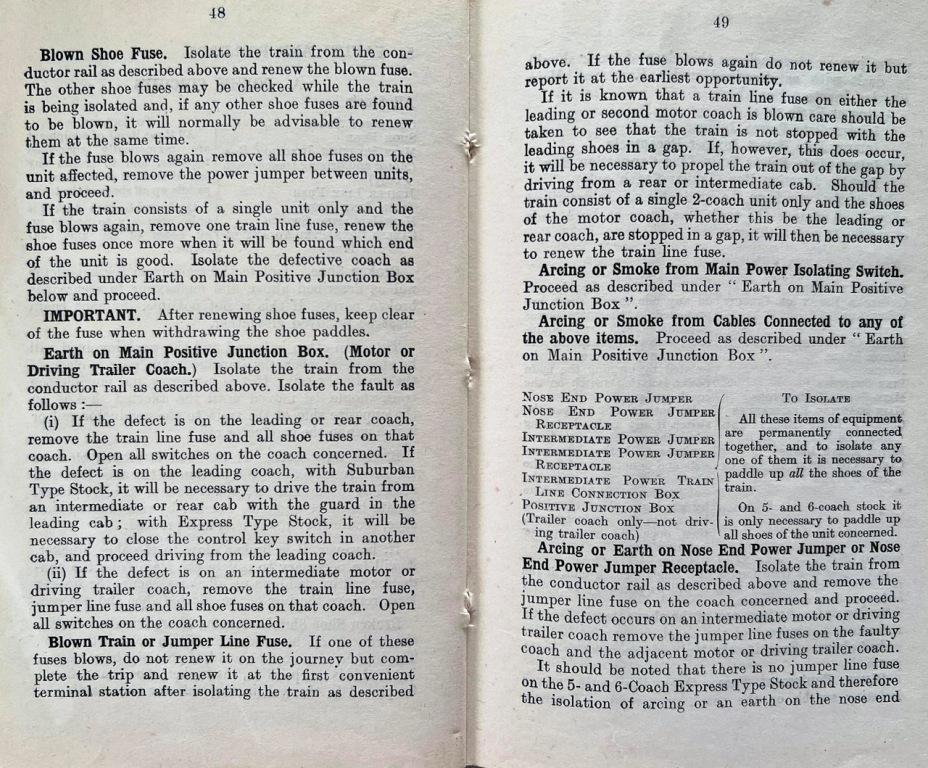 48
Blown Shoe Fuse. Isolate the train from the con-
ductor rail as described above and renew the blown fuse.
The other shoe fuses may be checked while the train
is being isolated and, if any other shoe fuses are found
to be blown, it will normally be advisable to renew
them at the same time.
If the fuse blows again remove all shoe fuses on the
unit affected, remove the power jumper between units,
and proceed.
If the train consists of a single unit only and the
fuse blows again, remove one train line fuse, renew the
shoe fuses once more when it will be found which end
of the unit is good. Isolate the defective coach as
described under Earth on Main Positive Junction Box
below and proceed.
IMPORTANT. After renewing shoe fuses, keep clear
of the fuse when withdrawing the shoe paddles.
Earth on Main Positive Junction Box. (Motor or
Driving Trailer Coach.) Isolate the train from the
conductor rail as described above. Isolate the fault as
follows :—
(i) If the defect is on the leading or rear coach,
remove the train line fuse and all shoe fuses on that
coach. Open all switches on the coach concerned. If
the defect is on the leading coach, with Suburban
Type Stock, it will be necessary to drive the train from
an intermediate or rear cab with the guard in the
leading cab ; with Express Type Stock, it will be
necessary to close the control key switch in another
cab, and proceed driving from the leading coach.
(ii) If the defect is on an intermediate motor or
driving trailer coach, remove the train line fuse,
jumper line fuse and all shoe fuses on that coach. Open
all switches on the coach concerned.
Blown Train or Jumper Line Fuse. If one of these
fuses blows, do not renew it on the journey but com-
plete the trip and renew it at the first convenient
terminal station after isolating the train as described
49
above. If the fuse blows again do not renew it but
report it at the earliest opportunity.
If it is known that a train line fuse on either the
leading or second motor coach is blown care should be
taken to see that the train is not stopped with the
leading shoes in a gap. If, however, this does occur,
it will be necessary to propel the train out of the gap by
driving from a rear or intermediate cab. Should the
train consist of a single 2-coach unit only and the shoes
of the motor coach, whether this be the leading or
rear coach, are stopped in a gap, it will then be necessary
to renew the train line fuse.
Arcing or Smoke from Main Power Isolating Switch.
Proceed as described under " Earth on Main Positive
Junction Box ".
Arcing or Smoke from Cables Connected to any of
the above items. Proceed as described under " Earth
on Main Positive Junction Box ".
NOSE END POWER JUMPER
NOSE END POWER JUMPER
RECEPTACLE
INTERMEDIATE POWER JUMPER
INTERMEDIATE POWER JUMPER
RECEPTACLE
INTERMEDIATE POWER TRAIN
LINE CONNECTION BOX
POSITIVE JUNCTION BOX
(Trailer coach only—not driv-
ing trailer coach)
TO ISOLATE
All these items of equipment
are permanently connected
together, and to isolate any
one of them it is necessary to
paddle up all the shoes of the
train.
On 5- and 6-coach stock it
is only necessary to paddle up
all shoes of the unit concerned.
Arcing or Earth on Nose End Power Jumper or Nose
End Power Jumper Receptacle. Isolate the train from
the conductor rail as described above and remove the
jumper line fuse on the coach concerned and proceed.
If the defect occurs on an intermediate motor or driving
trailer coach remove the jumper line fuses on the faulty
coach and the adjacent motor or driving trailer coach.
It should be noted that there is no jumper line fuse
on the 5- and 6-Coach Express Type Stock and therefore
the isolation of arcing or an earth on the nose end